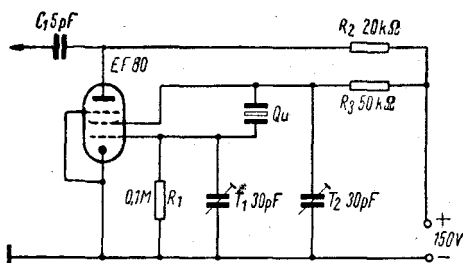 C₁ 5pF
R₂ 20kΩ
EF 80
R₃ 50kΩ
Qu
0,1M R₁
T₁ 30pF
T₂ 30pF
+
150V
−